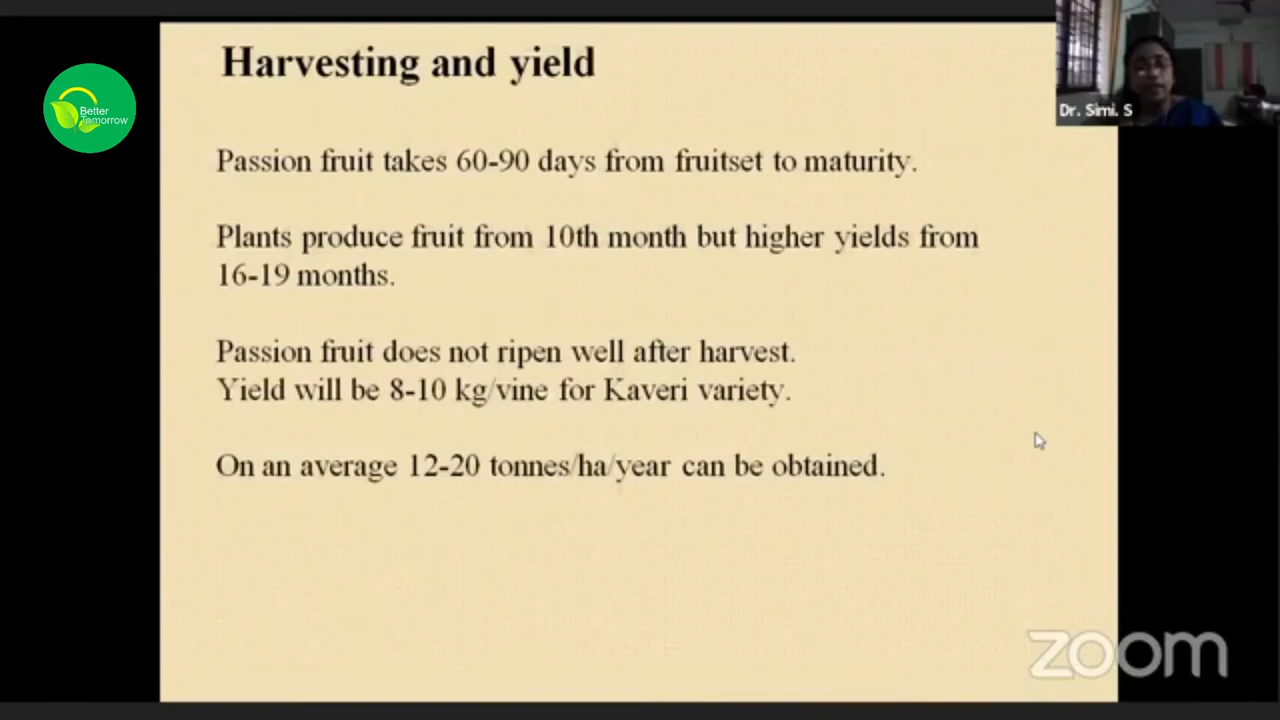 Harvesting and yield
Better
Tomorrow
Dr. Simi. S
Passion fruit takes 60-90 days from fruitset to maturity.
Plants produce fruit from 10th month but higher yields from
16-19 months.
Passion fruit does not ripen well after harvest.
Yield will be 8-10 kg/vine for Kaveri variety.
On an average 12-20 tonnes/ha/year can be obtained.
zoom